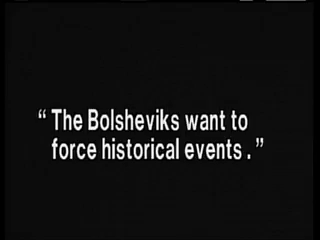 “ The Bolsheviks want to
force historical events . ”